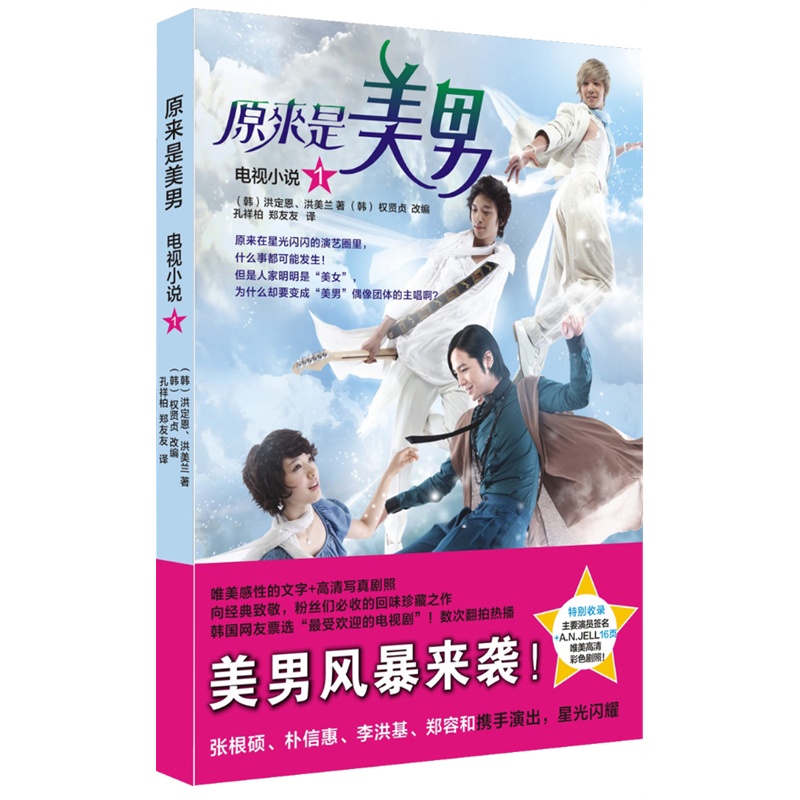 原來是美男
电视小说 1
（韩）洪定恩、洪美兰 著（韩）权贤贞 改编
孔祥柏 郑友友 译
原来在星光闪闪的演艺圈里，
什么事都可能发生！
但是人家明明是“美女”，
为什么却要变成“美男”偶像团体的主唱啊？
原来是美男
电视小说
1
（韩）洪定恩、洪美兰 著
（韩）权贤贞 改编
孔祥柏 郑友友 译
唯美感性的文字+高清写真剧照
向经典致敬，粉丝们必收的回味珍藏之作
韩国网友票选“最受欢迎的电视剧”！数次翻拍热播
特别收录
主要演员签名
+A.N.JELL16页
唯美高清
彩色剧照！
美男风暴来袭！
张根硕、朴信惠、李洪基、郑容和携手演出，星光闪耀